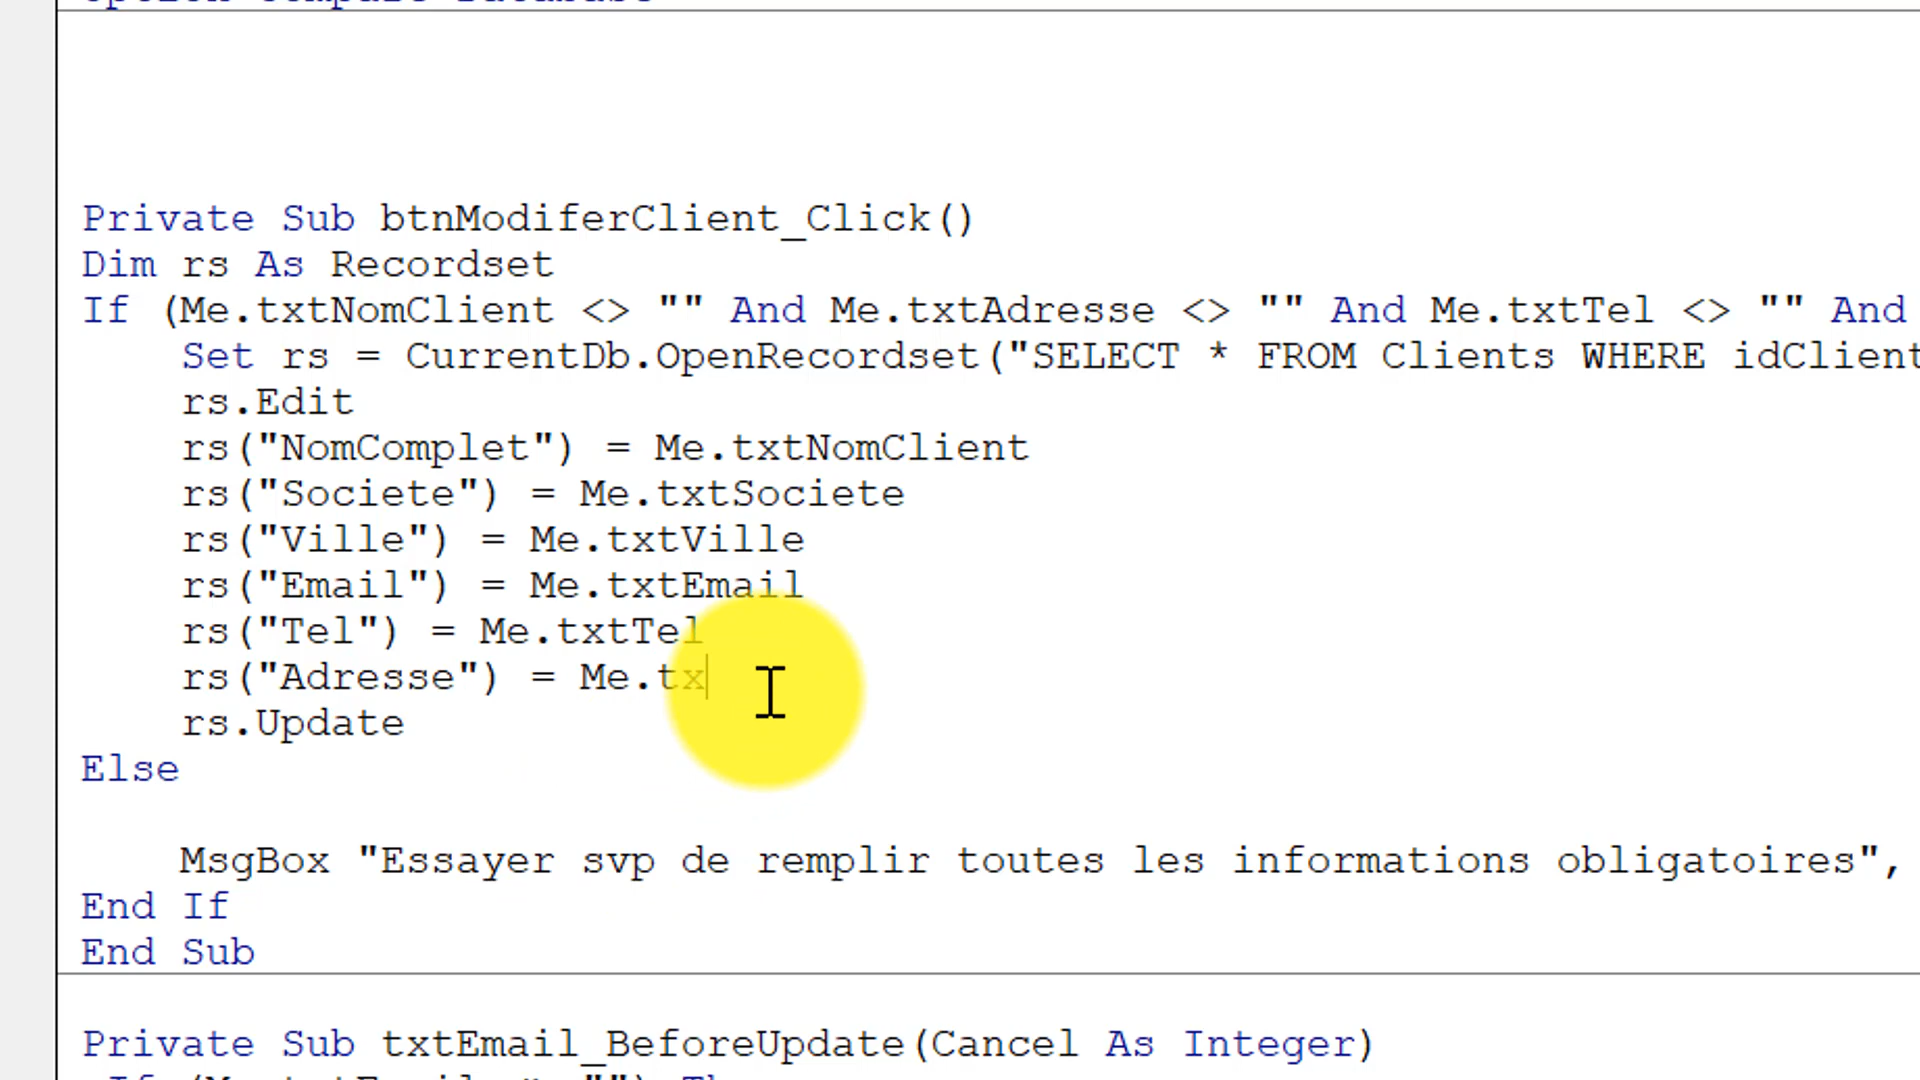 Private Sub btnModiferClient_Click()
Dim rs As Recordset
If (Me.txtNomClient <> "" And Me.txtAdresse <> "" And Me.txtTel <> "" And
Set rs = CurrentDb.OpenRecordset("SELECT * FROM Clients WHERE idClient
rs.Edit
rs("NomComplet") = Me.txtNomClient
rs("Societe") = Me.txtSociete
rs("Ville") = Me.txtVille
rs("Email") = Me.txtEmail
rs("Tel") = Me.txtTel
rs("Adresse") = Me.tx
rs.Update
Else
MsgBox "Essayer svp de remplir toutes les informations obligatoires",
End If
End Sub
Private Sub txtEmail_BeforeUpdate(Cancel As Integer)